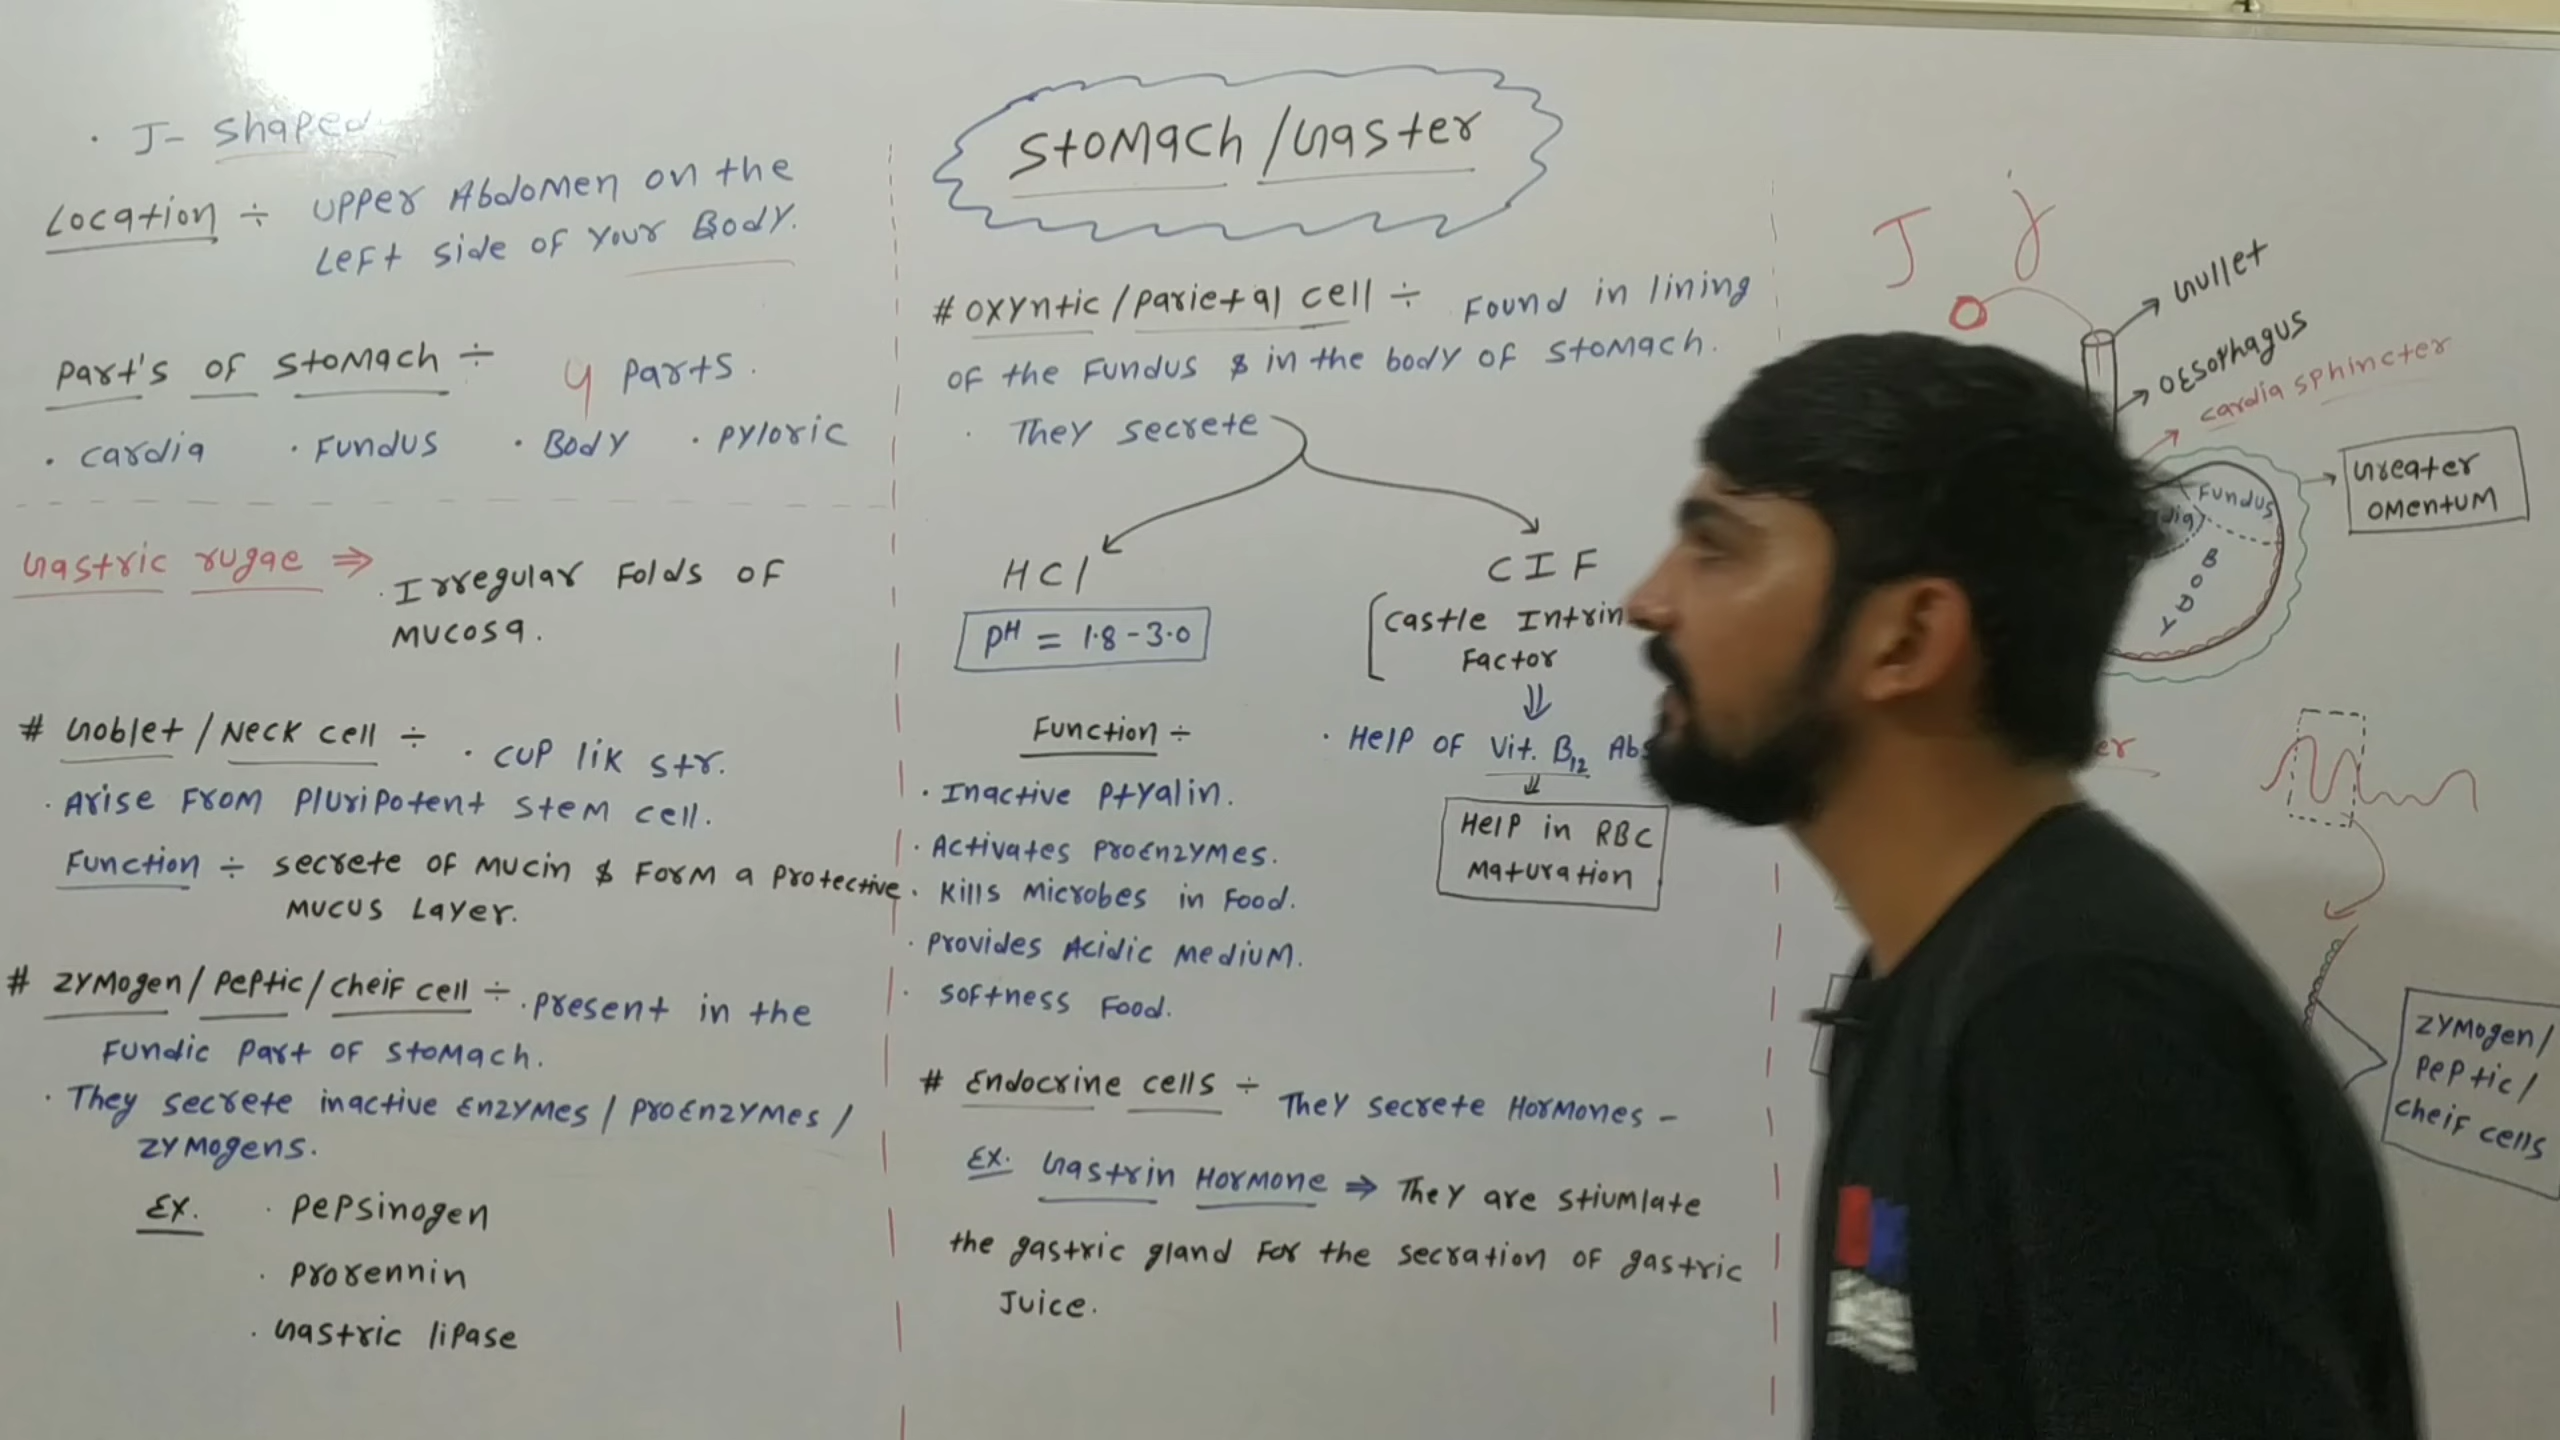 Stomach / Gaster
· J- Shaped
Location ÷ Upper Abdomen on the
Left side of your Body.
Part's of stomach ÷ 4 Parts.
· Cardia · Fundus · Body · Pyloric
Gastric rugae ⇒ · Irregular Folds of
Mucosa.
# Goblet / Neck cell ÷ · Cup lik str.
· Arise From Pluripotent stem cell.
Function ÷ secrete of Mucin & Form a Protective
Mucus Layer.
# Zymogen / Peptic / Cheif cell ÷ · Present in the
Fundic Part of stomach.
· They secrete inactive Enzymes / Proenzymes /
Zymogens.
Ex. · Pepsinogen
· Prorennin
· Gastric lipase
# Oxyntic / Parietal cell ÷ Found in lining
of the Fundus & in the body of stomach.
· They secrete
HCl
PH = 1.8 - 3.0
Function ÷
· Inactive Ptyalin.
· Activates Proenzymes.
· Kills Microbes in Food.
· Provides Acidic Medium.
· Softness Food.
CIF
[Castle
Factor
· Help of Vit. B12
Help in RBC
Maturation
# Endocrine cells ÷ They secrete Hormones -
Ex. Gastrin Hormone ⇒ They are stiumlate
the gastric gland For the secration of gastric
Juice.
J J
Gullet
Oesophagus
Cardia sphincter
Greater
Omentum
Fundus
BODY
Zymogen /
Peptic /
Cheif cells